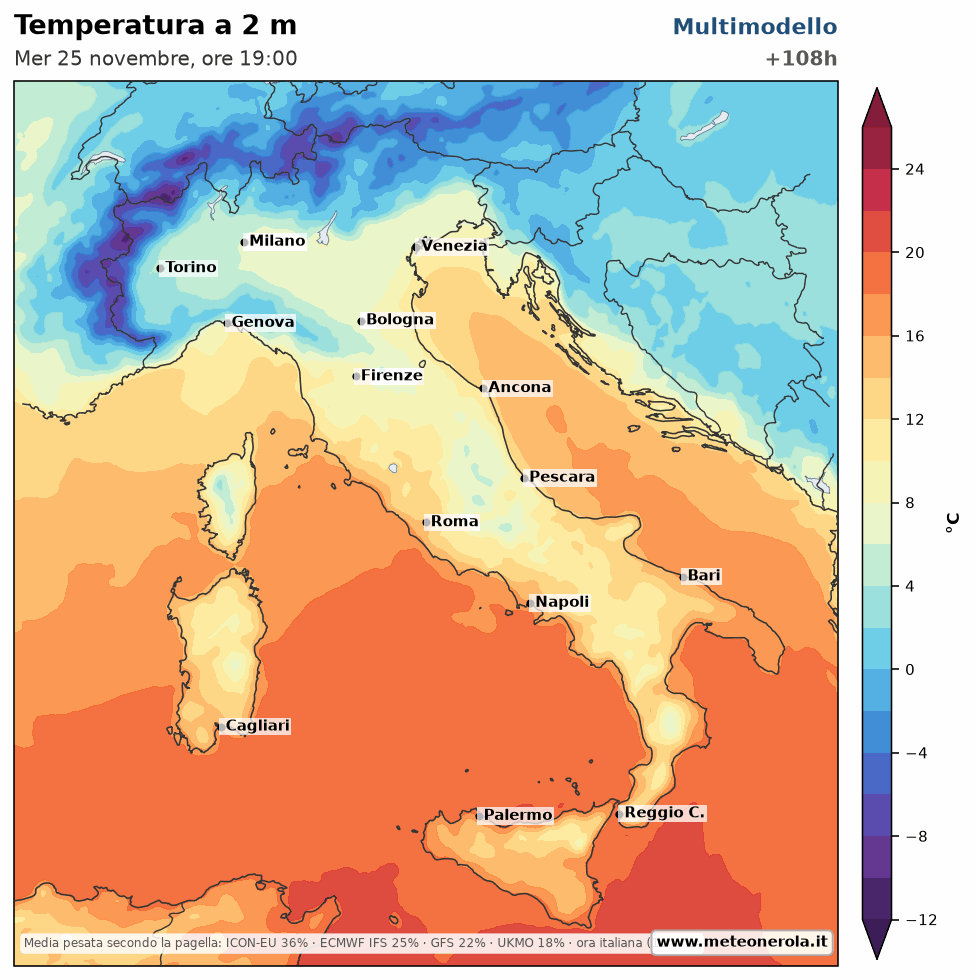 Temperatura a 2 m
Multimodello
Mer 25 novembre, ore 19:00
+108h
Milano
Venezia
Torino
Genova
Bologna
Firenze
Ancona
Pescara
Roma
Bari
Napoli
Cagliari
Palermo
Reggio C.
24
20
16
12
8
4
0
−4
−8
−12
°C
Media pesata secondo la pagella: ICON-EU 36% · ECMWF IFS 25% · GFS 22% · UKMO 18% · ora italiana (
www.meteonerola.it